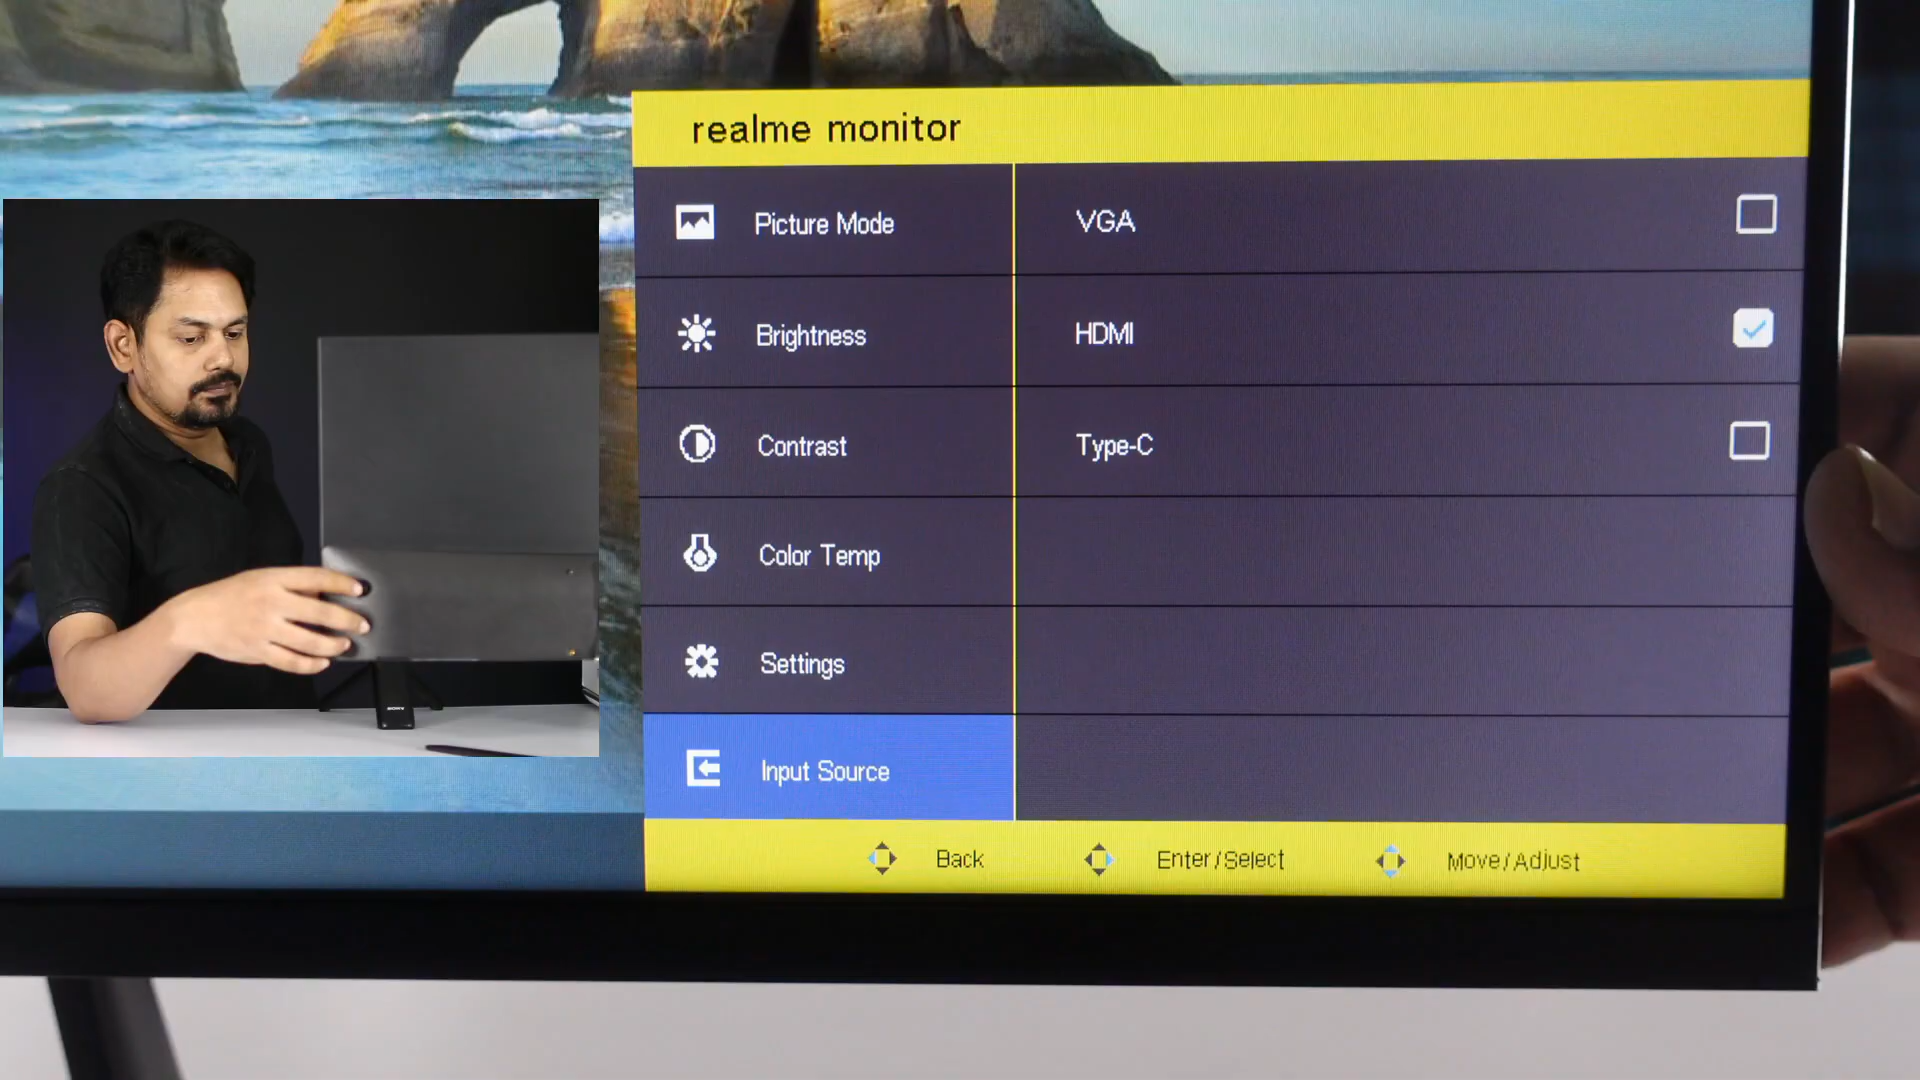 realme monitor
Picture Mode
VGA
Brightness
HDMI
Contrast
Type-C
Color Temp
Settings
Input Source
Back
Enter/Select
Move/Adjust
SONY